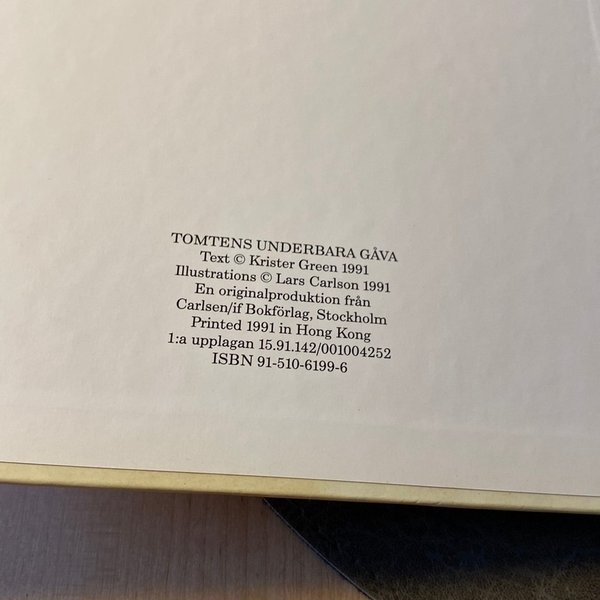 TOMTENS UNDERBARA GÅVA
Text © Krister Green 1991
Illustrations © Lars Carlson 1991
En originalproduktion från
Carlsen/if Bokförlag, Stockholm
Printed 1991 in Hong Kong
1:a upplagan 15.91.142/001004252
ISBN 91-510-6199-6